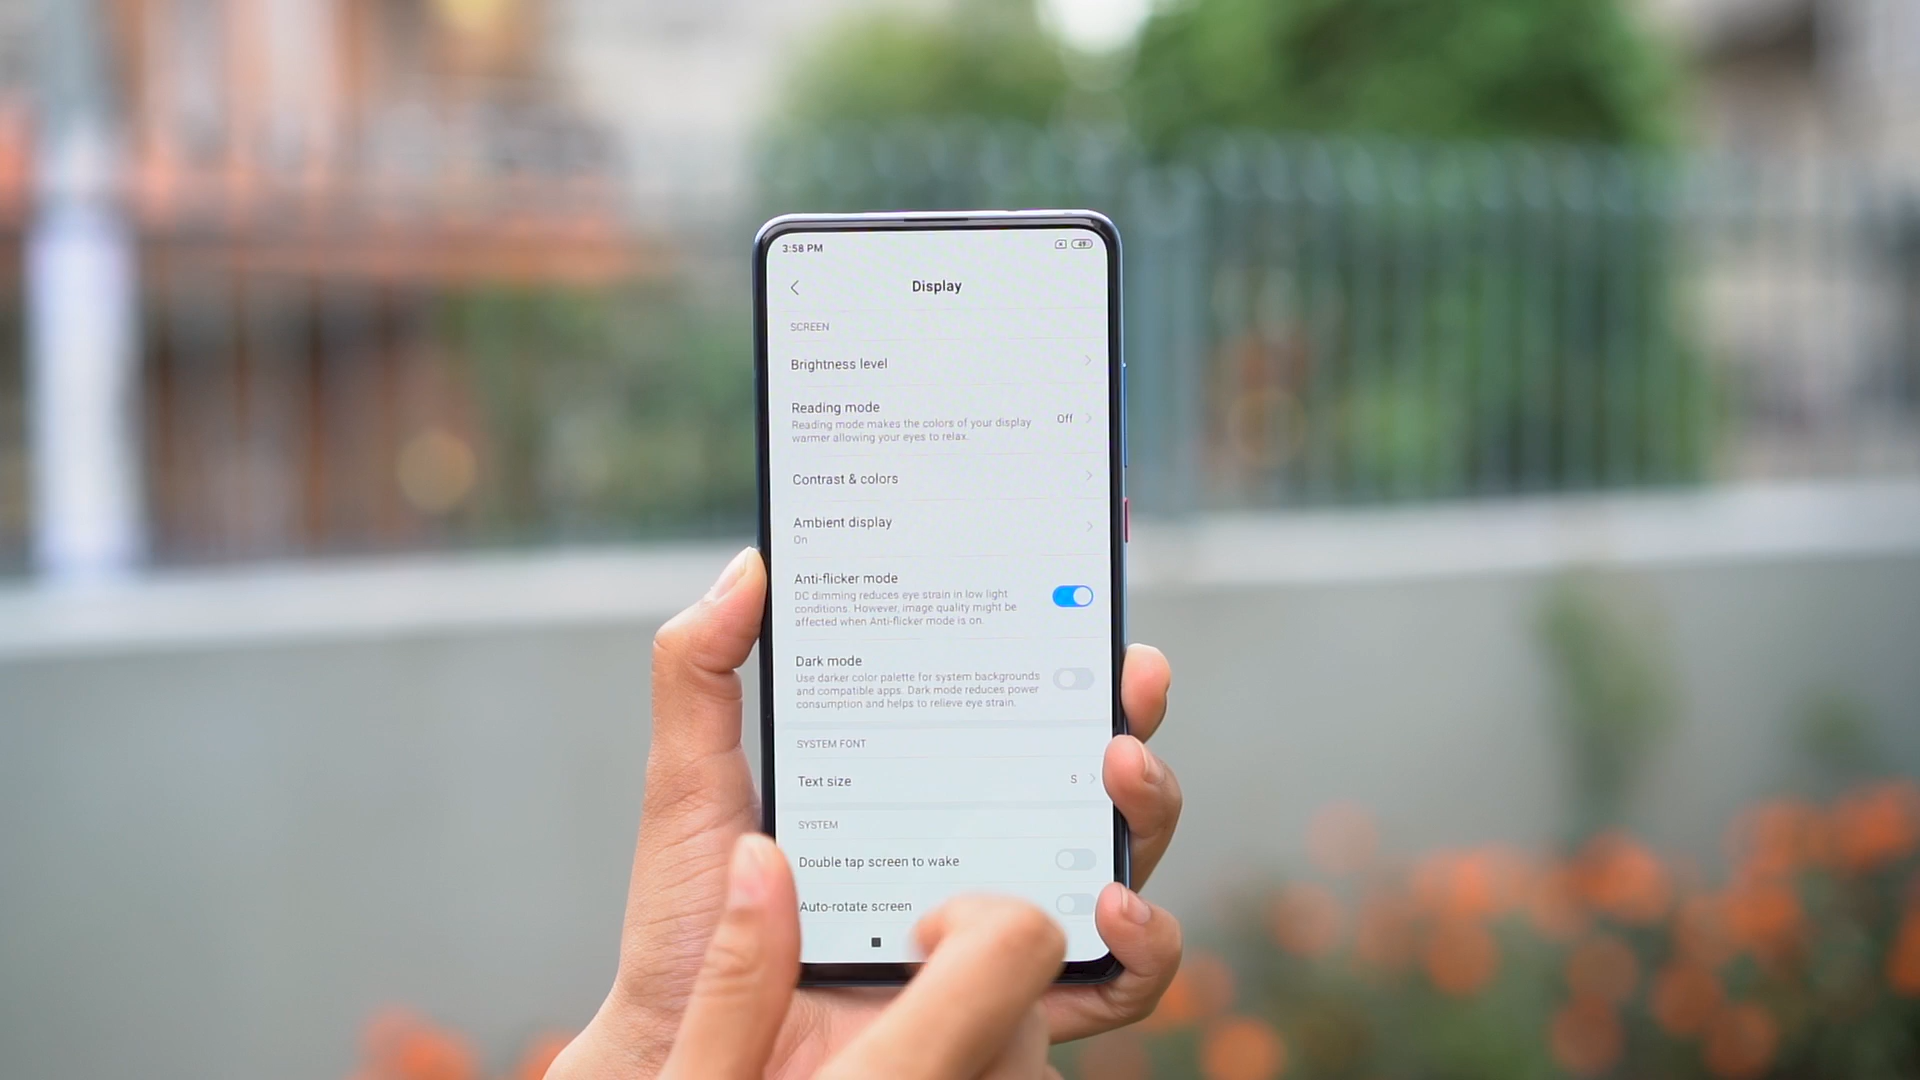 3:58 PM
49
Display
SCREEN
Brightness level
Reading mode
Reading mode makes the colors of your display
warmer allowing your eyes to relax.
Off
Contrast & colors
Ambient display
On
Anti-flicker mode
DC dimming reduces eye strain in low light
conditions. However, image quality might be
affected when Anti-flicker mode is on.
Dark mode
Use darker color palette for system backgrounds
and compatible apps. Dark mode reduces power
consumption and helps to relieve eye strain.
SYSTEM FONT
Text size
S
SYSTEM
Double tap screen to wake
Auto-rotate screen